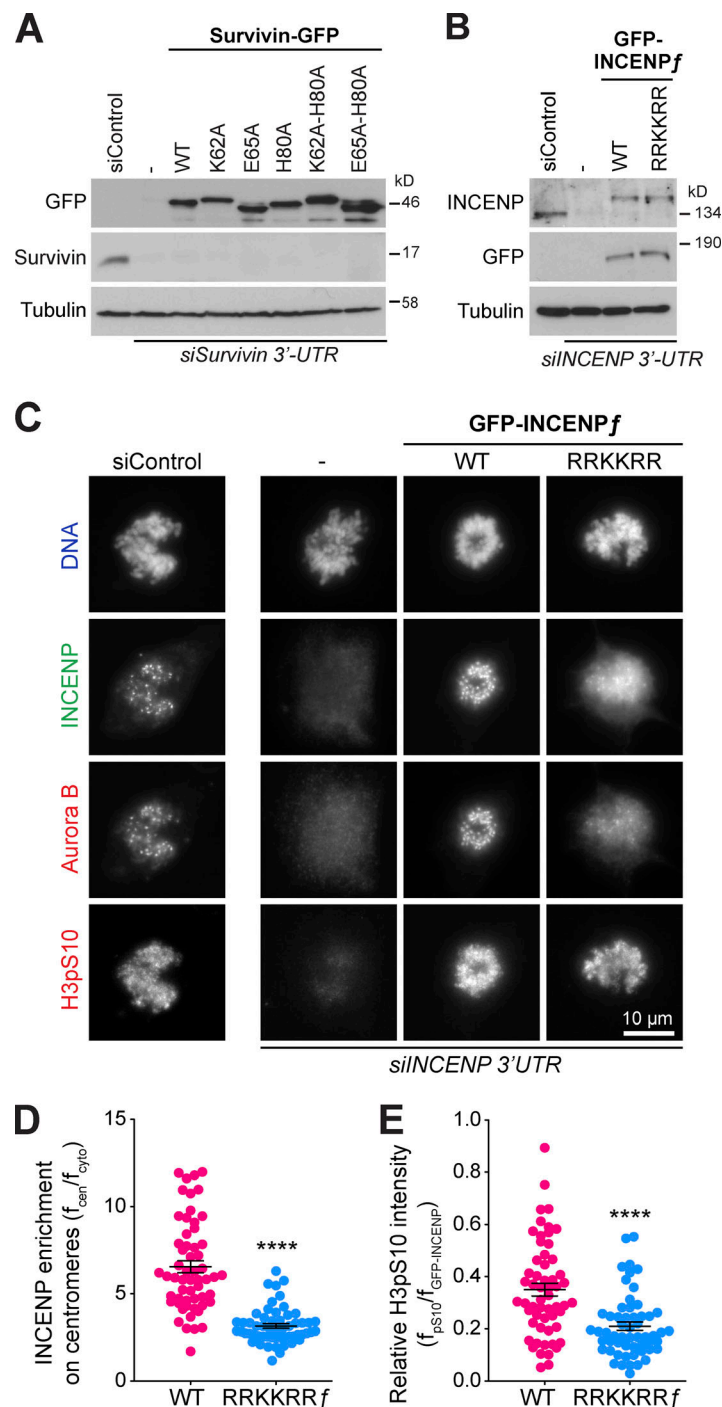 A
Survivin-GFP
siControl
-
WT
K62A
E65A
H80A
K62A-H80A
E65A-H80A
kD
GFP
46
Survivin
17
Tubulin
58
siSurvivin 3'-UTR
B
GFP-
INCENPƒ
siControl
-
WT
RRKKRR
kD
INCENP
134
190
GFP
Tubulin
siINCENP 3'-UTR
C
GFP-INCENPƒ
siControl
-
WT
RRKKRR
DNA
INCENP
Aurora B
H3pS10
10 µm
siINCENP 3'UTR
D
INCENP enrichment
on centromeres (fcen/fcyto)
15
10
5
0
****
WT
RRKKRRƒ
E
Relative H3pS10 intensity
(fpS10/fGFP-INCENP)
1.0
0.8
0.6
0.4
0.2
0.0
****
WT
RRKKRRƒ